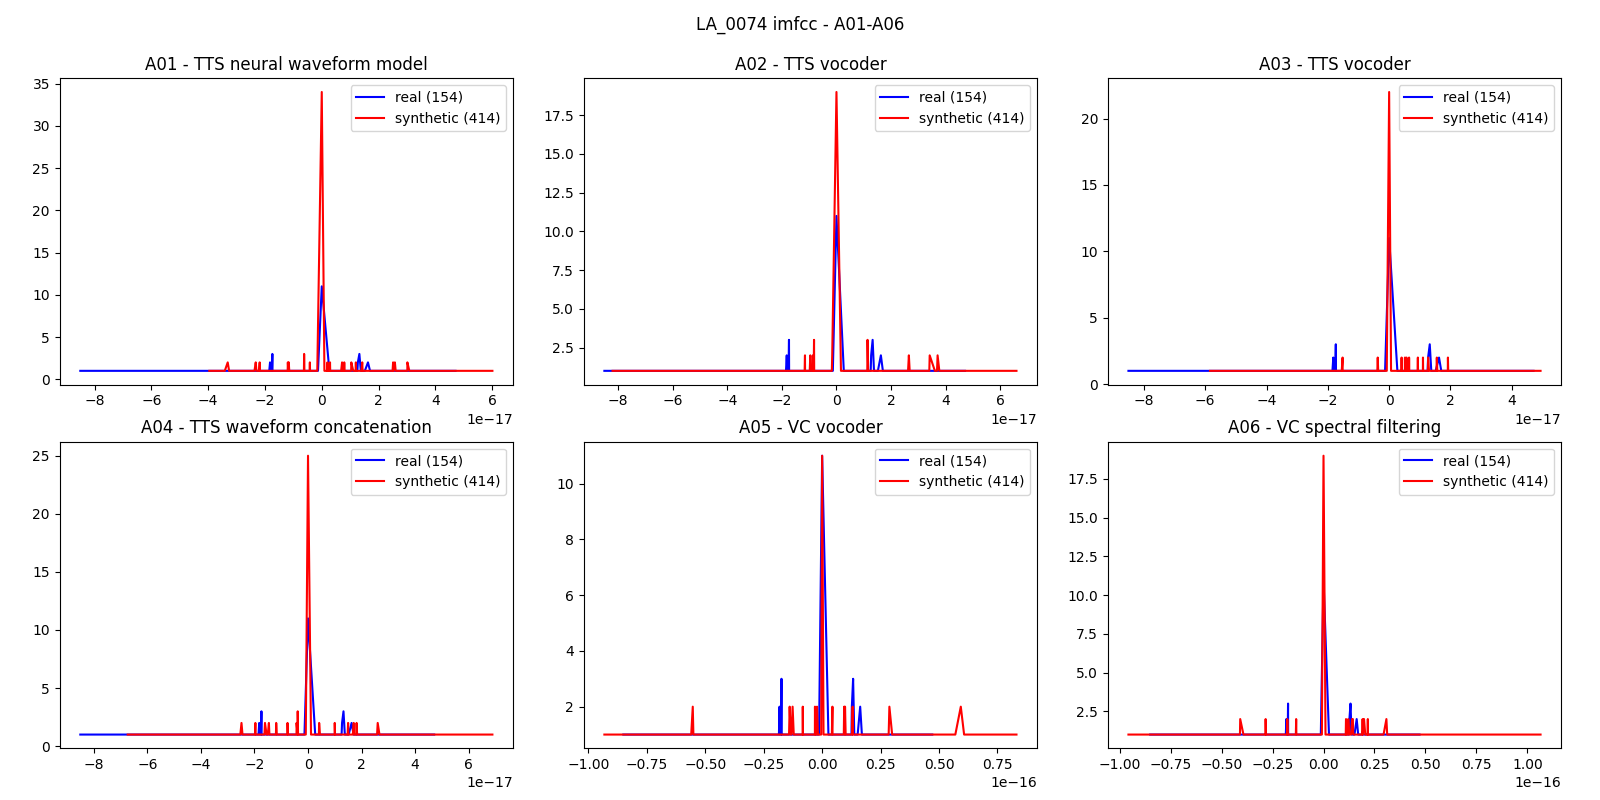 LA_0074 imfcc - A01-A06
A01 - TTS neural waveform model
35
30
25
20
15
10
5
0
real (154)
synthetic (414)
−8 −6 −4 −2 0 2 4 6
1e−17
A02 - TTS vocoder
17.5
15.0
12.5
10.0
7.5
5.0
2.5
real (154)
synthetic (414)
−8 −6 −4 −2 0 2 4 6
1e−17
A03 - TTS vocoder
20
15
10
5
0
real (154)
synthetic (414)
−8 −6 −4 −2 0 2 4
1e−17
A04 - TTS waveform concatenation
25
20
15
10
5
0
real (154)
synthetic (414)
−8 −6 −4 −2 0 2 4 6
1e−17
A05 - VC vocoder
10
8
6
4
2
real (154)
synthetic (414)
−1.00 −0.75 −0.50 −0.25 0.00 0.25 0.50 0.75
1e−16
A06 - VC spectral filtering
17.5
15.0
12.5
10.0
7.5
5.0
2.5
real (154)
synthetic (414)
−1.00 −0.75 −0.50 −0.25 0.00 0.25 0.50 0.75 1.00
1e−16